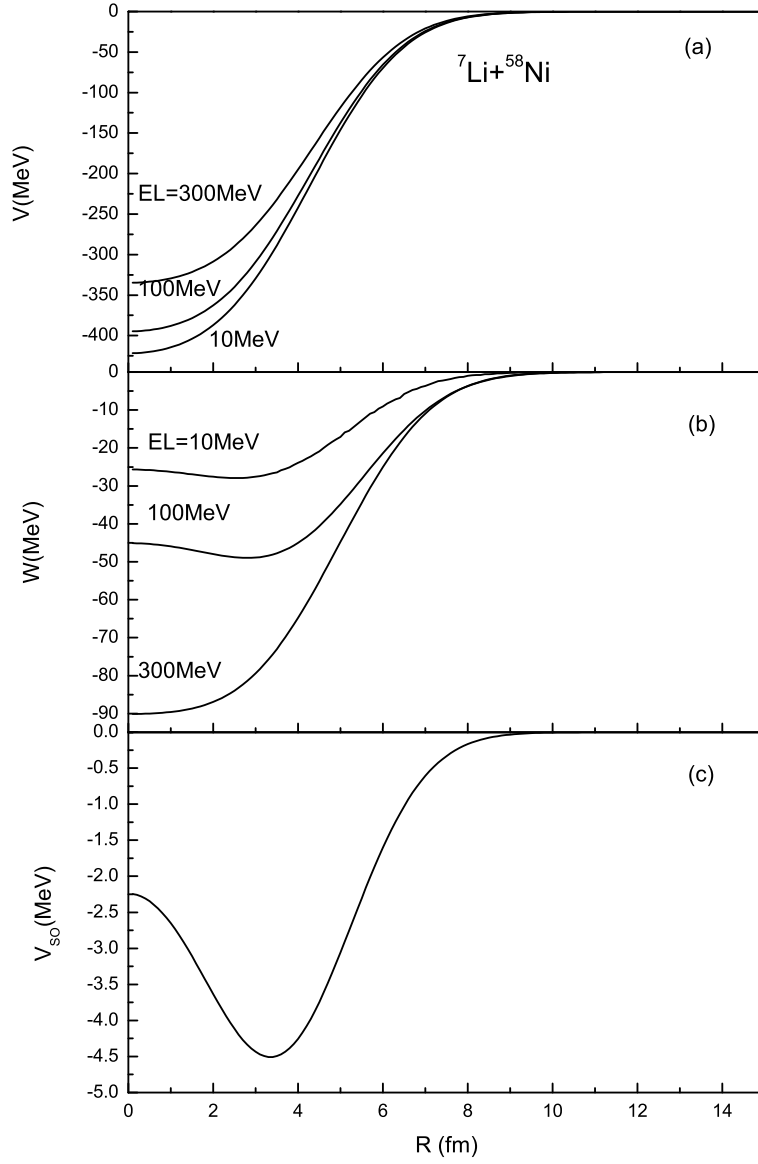 0
-50
-100
-150
-200
-250
-300
-350
-400
V(MeV)
(a)
⁷Li+⁵⁸Ni
EL=300MeV
100MeV
10MeV
0
-10
-20
-30
-40
-50
-60
-70
-80
-90
W(MeV)
(b)
EL=10MeV
100MeV
300MeV
0.0
-0.5
-1.0
-1.5
-2.0
-2.5
-3.0
-3.5
-4.0
-4.5
-5.0
V_SO(MeV)
(c)
0 2 4 6 8 10 12 14
R (fm)